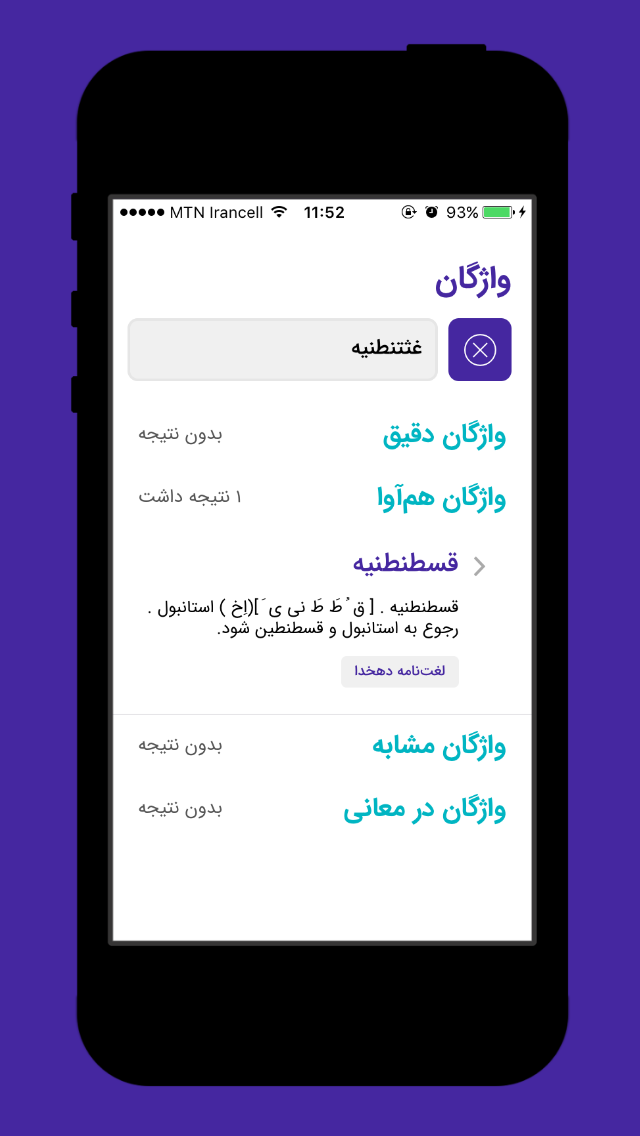 ●●●●● MTN Irancell 11:52 93%
واژگان
غثتنطنیه
واژگان دقیق بدون نتیجه
واژگان هم‌آوا ۱ نتیجه داشت
قسطنطنیه
قسطنطنیه . [ ق ُ طَ طَ نی ی َ ](اِخ ) استانبول .
رجوع به استانبول و قسطنطین شود.
لغت‌نامه دهخدا
واژگان مشابه بدون نتیجه
واژگان در معانی بدون نتیجه